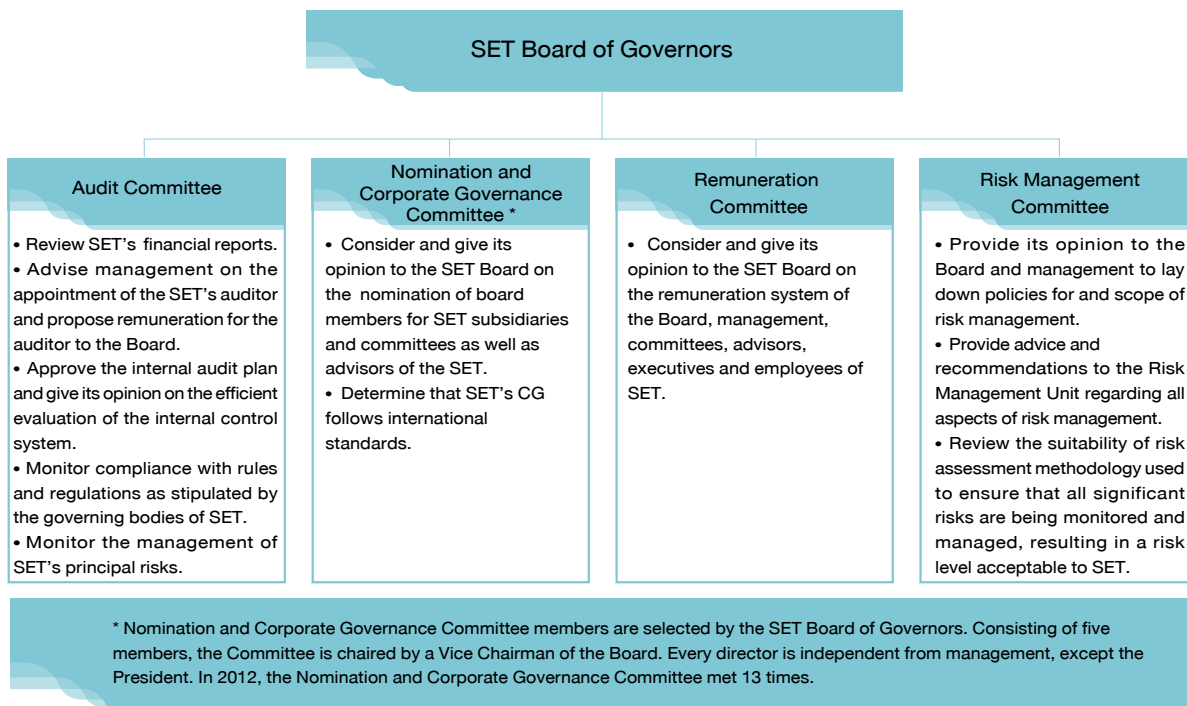 SET Board of Governors
Audit Committee
• Review SET's financial reports.
• Advise management on the
appointment of the SET's auditor
and propose remuneration for the
auditor to the Board.
• Approve the internal audit plan
and give its opinion on the efficient
evaluation of the internal control
system.
• Monitor compliance with rules
and regulations as stipulated by
the governing bodies of SET.
• Monitor the management of
SET's principal risks.
Nomination and
Corporate Governance
Committee *
• Consider and give its
opinion to the SET Board on
the nomination of board
members for SET subsidiaries
and committees as well as
advisors of the SET.
• Determine that SET's CG
follows international
standards.
Remuneration
Committee
• Consider and give its
opinion to the SET Board on
the remuneration system of
the Board, management,
committees, advisors,
executives and employees of
SET.
Risk Management
Committee
• Provide its opinion to the
Board and management to lay
down policies for and scope of
risk management.
• Provide advice and
recommendations to the Risk
Management Unit regarding all
aspects of risk management.
• Review the suitability of risk
assessment methodology used
to ensure that all significant
risks are being monitored and
managed, resulting in a risk
level acceptable to SET.
* Nomination and Corporate Governance Committee members are selected by the SET Board of Governors. Consisting of five
members, the Committee is chaired by a Vice Chairman of the Board. Every director is independent from management, except the
President. In 2012, the Nomination and Corporate Governance Committee met 13 times.